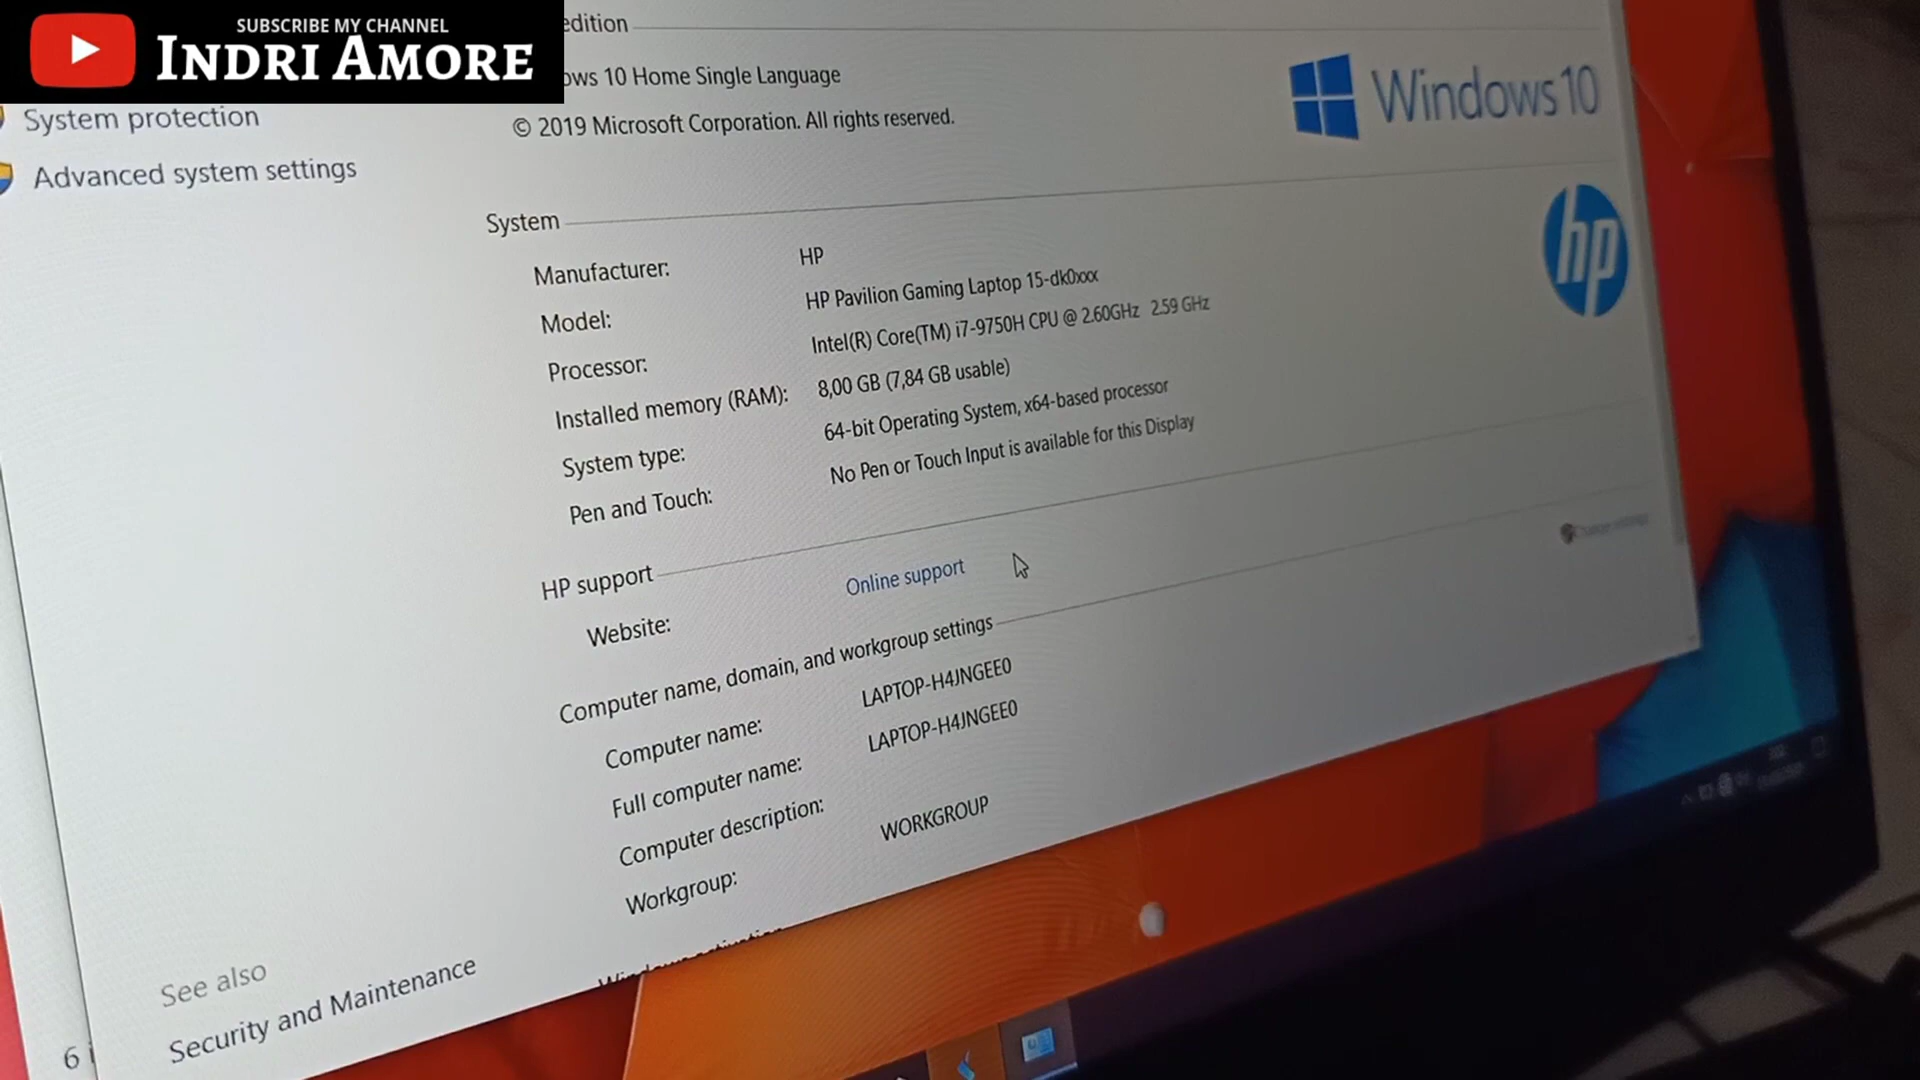 SUBSCRIBE MY CHANNEL
INDRI AMORE
edition
ows 10 Home Single Language
© 2019 Microsoft Corporation. All rights reserved.
Windows 10
System protection
Advanced system settings
System
hp
Manufacturer: HP
Model: HP Pavilion Gaming Laptop 15-dk0xxx
Processor: Intel(R) Core(TM) i7-9750H CPU @ 2.60GHz 2.59 GHz
Installed memory (RAM): 8,00 GB (7,84 GB usable)
System type: 64-bit Operating System, x64-based processor
Pen and Touch: No Pen or Touch Input is available for this Display
HP support
Website: Online support
Change settings
Computer name, domain, and workgroup settings
Computer name: LAPTOP-H4JNGEE0
Full computer name: LAPTOP-H4JNGEE0
Computer description:
Workgroup: WORKGROUP
See also
Security and Maintenance
6